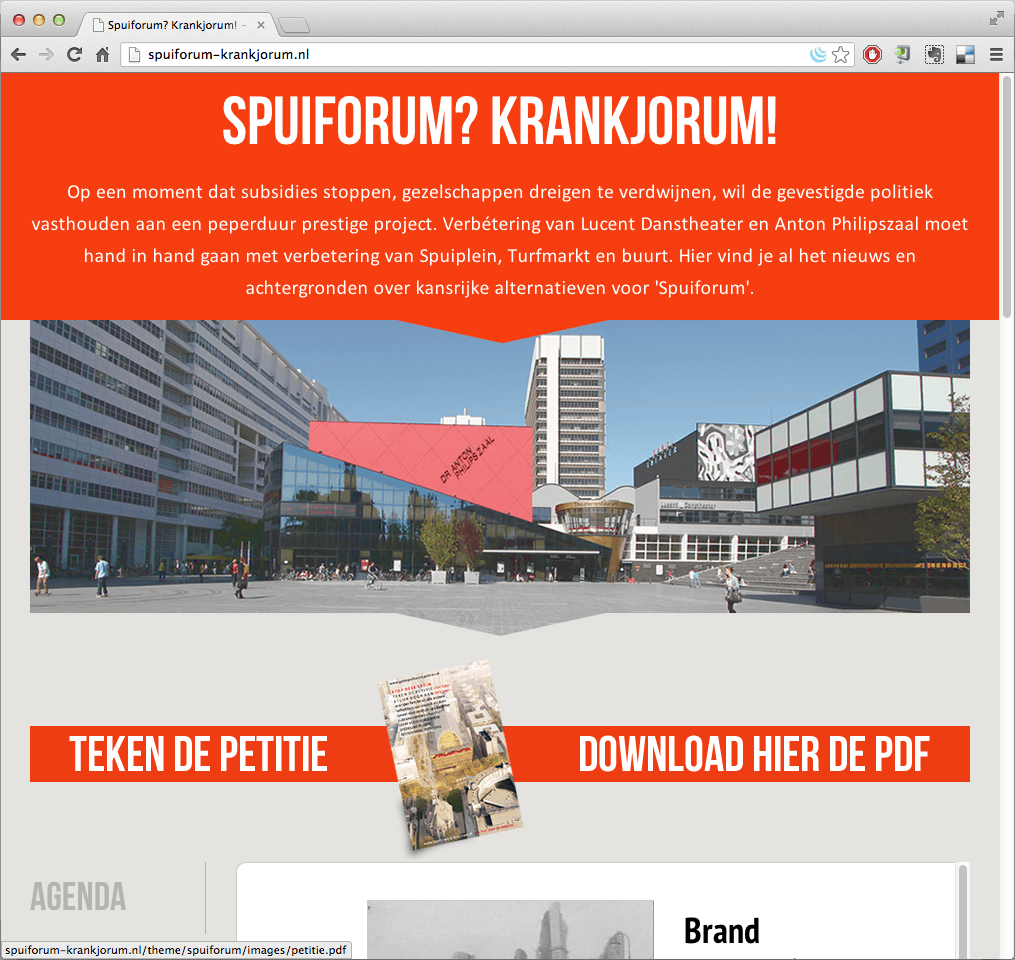 Spuiforum? Krankjorum! –
spuiforum-krankjorum.nl
SPUIFORUM? KRANKJORUM!
Op een moment dat subsidies stoppen, gezelschappen dreigen te verdwijnen, wil de gevestigde politiek
vasthouden aan een peperduur prestige project. Verbétering van Lucent Danstheater en Anton Philipszaal moet
hand in hand gaan met verbetering van Spuiplein, Turfmarkt en buurt. Hier vind je al het nieuws en
achtergronden over kansrijke alternatieven voor 'Spuiforum'.
DR ANTON
PHILIPSZAAL
Theaterrestaurant
Lucent Danstheater
TEKEN DE PETITIE
DOWNLOAD HIER DE PDF
AGENDA
Brand
spuiforum-krankjorum.nl/theme/spuiforum/images/petitie.pdf